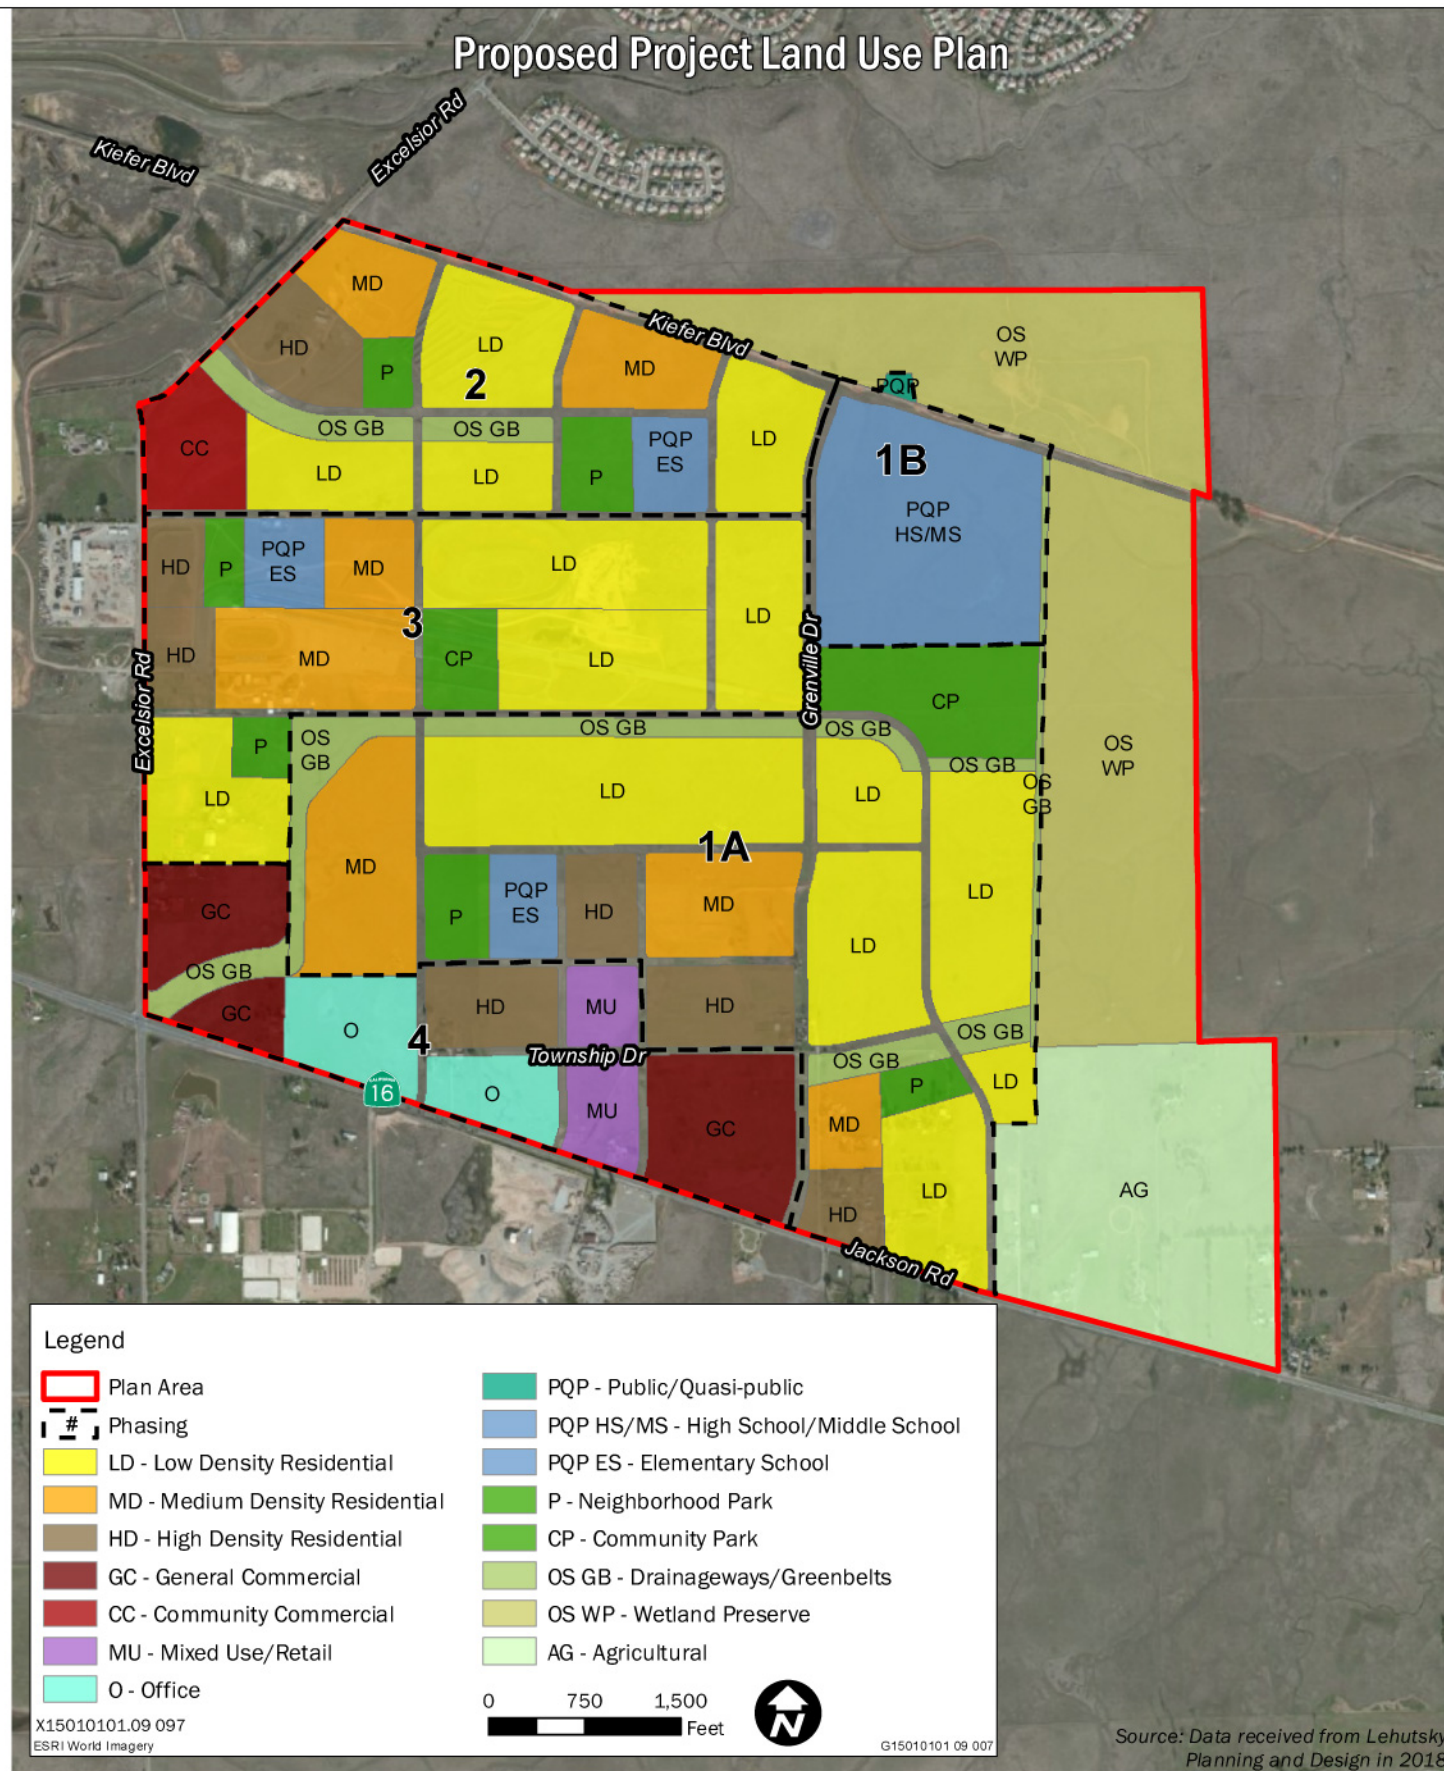 Proposed Project Land Use Plan
Kiefer Blvd
Excelsior Rd
MD
HD
P
LD
2
MD
Kiefer Blvd
OS
WP
PQP
CC
OS GB
OS GB
LD
LD
P
PQP
ES
LD
1B
PQP
HS/MS
HD
P
PQP
ES
MD
LD
3
HD
MD
CP
LD
LD
Grenville Dr
CP
Excelsior Rd
P
LD
OS
GB
OS GB
OS GB
OS GB
OS
GB
OS
WP
LD
LD
1A
MD
GC
P
PQP
ES
HD
MD
LD
LD
OS GB
GC
O
HD
MU
HD
4
Township Dr
OS GB
OS GB
16
O
MU
GC
MD
P
LD
LD
HD
AG
Jackson Rd
Legend
Plan Area
# Phasing
LD - Low Density Residential
MD - Medium Density Residential
HD - High Density Residential
GC - General Commercial
CC - Community Commercial
MU - Mixed Use/Retail
O - Office
PQP - Public/Quasi-public
PQP HS/MS - High School/Middle School
PQP ES - Elementary School
P - Neighborhood Park
CP - Community Park
OS GB - Drainageways/Greenbelts
OS WP - Wetland Preserve
AG - Agricultural
0 750 1,500
Feet
N
X15010101.09 097
ESRI World Imagery
G15010101 09 007
Source: Data received from Lehutsky
Planning and Design in 2018